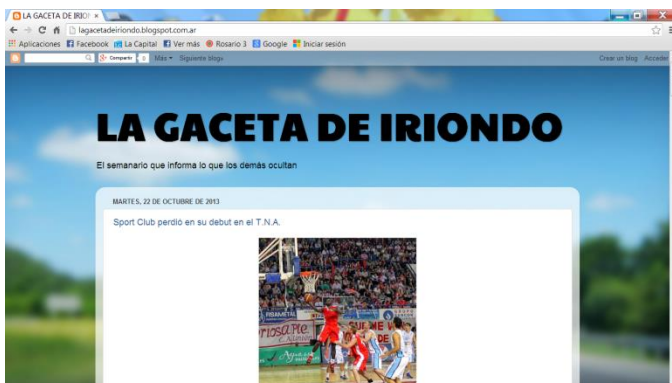 LA GACETA DE IRIO ×
lagacetadeiriondo.blogspot.com.ar
Aplicaciones Facebook La Capital Ver más Rosario 3 Google Iniciar sesión
Compartir 0 Más Siguiente blog» Crear un blog Acceder
LA GACETA DE IRIONDO
El semanario que informa lo que los demás ocultan
MARTES, 22 DE OCTUBRE DE 2013
Sport Club perdió en su debut en el T.N.A.